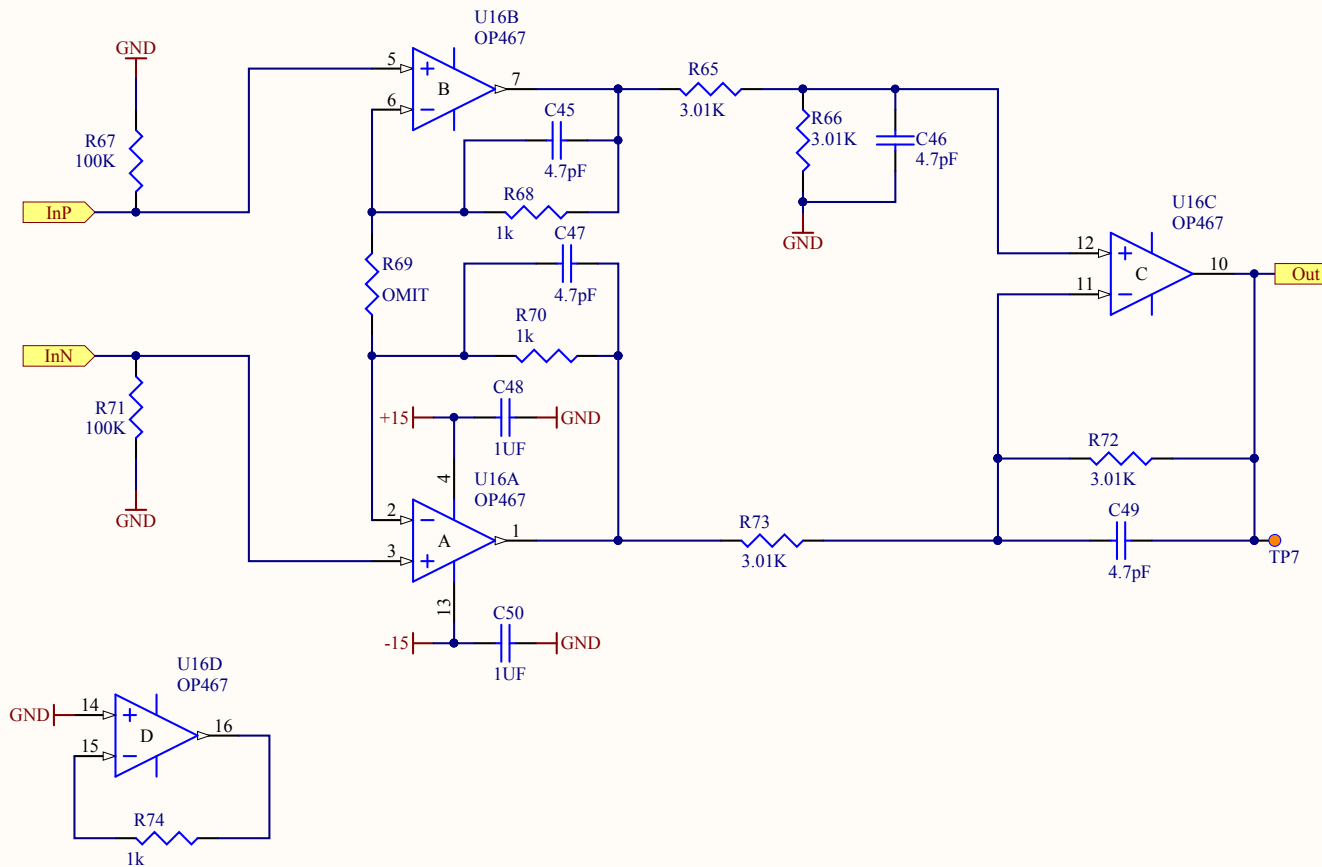 U16B
OP467
GND
5
+
B
7
6
−
R65
3.01K
C45
4.7pF
R66
3.01K
C46
4.7pF
R67
100K
InP
R68
1k
GND
U16C
OP467
12
+
C
10
Out
11
−
R69
OMIT
C47
4.7pF
R70
1k
InN
R71
100K
GND
C48
+15
GND
1UF
4
U16A
OP467
2
−
A
1
3
+
13
R73
3.01K
R72
3.01K
C49
4.7pF
TP7
C50
-15
GND
1UF
U16D
OP467
GND
14
+
D
16
15
−
R74
1k